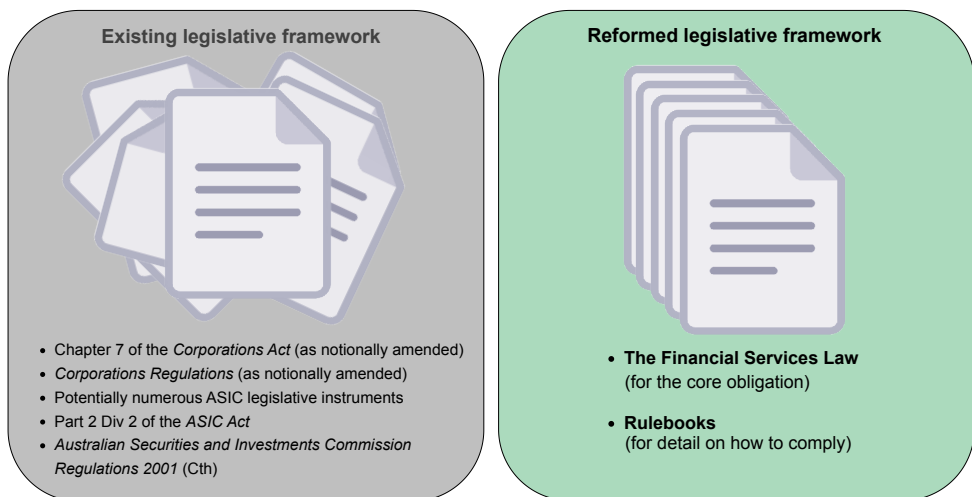 Existing legislative framework
• Chapter 7 of the Corporations Act (as notionally amended)
• Corporations Regulations (as notionally amended)
• Potentially numerous ASIC legislative instruments
• Part 2 Div 2 of the ASIC Act
• Australian Securities and Investments Commission
Regulations 2001 (Cth)
Reformed legislative framework
• The Financial Services Law
(for the core obligation)
• Rulebooks
(for detail on how to comply)